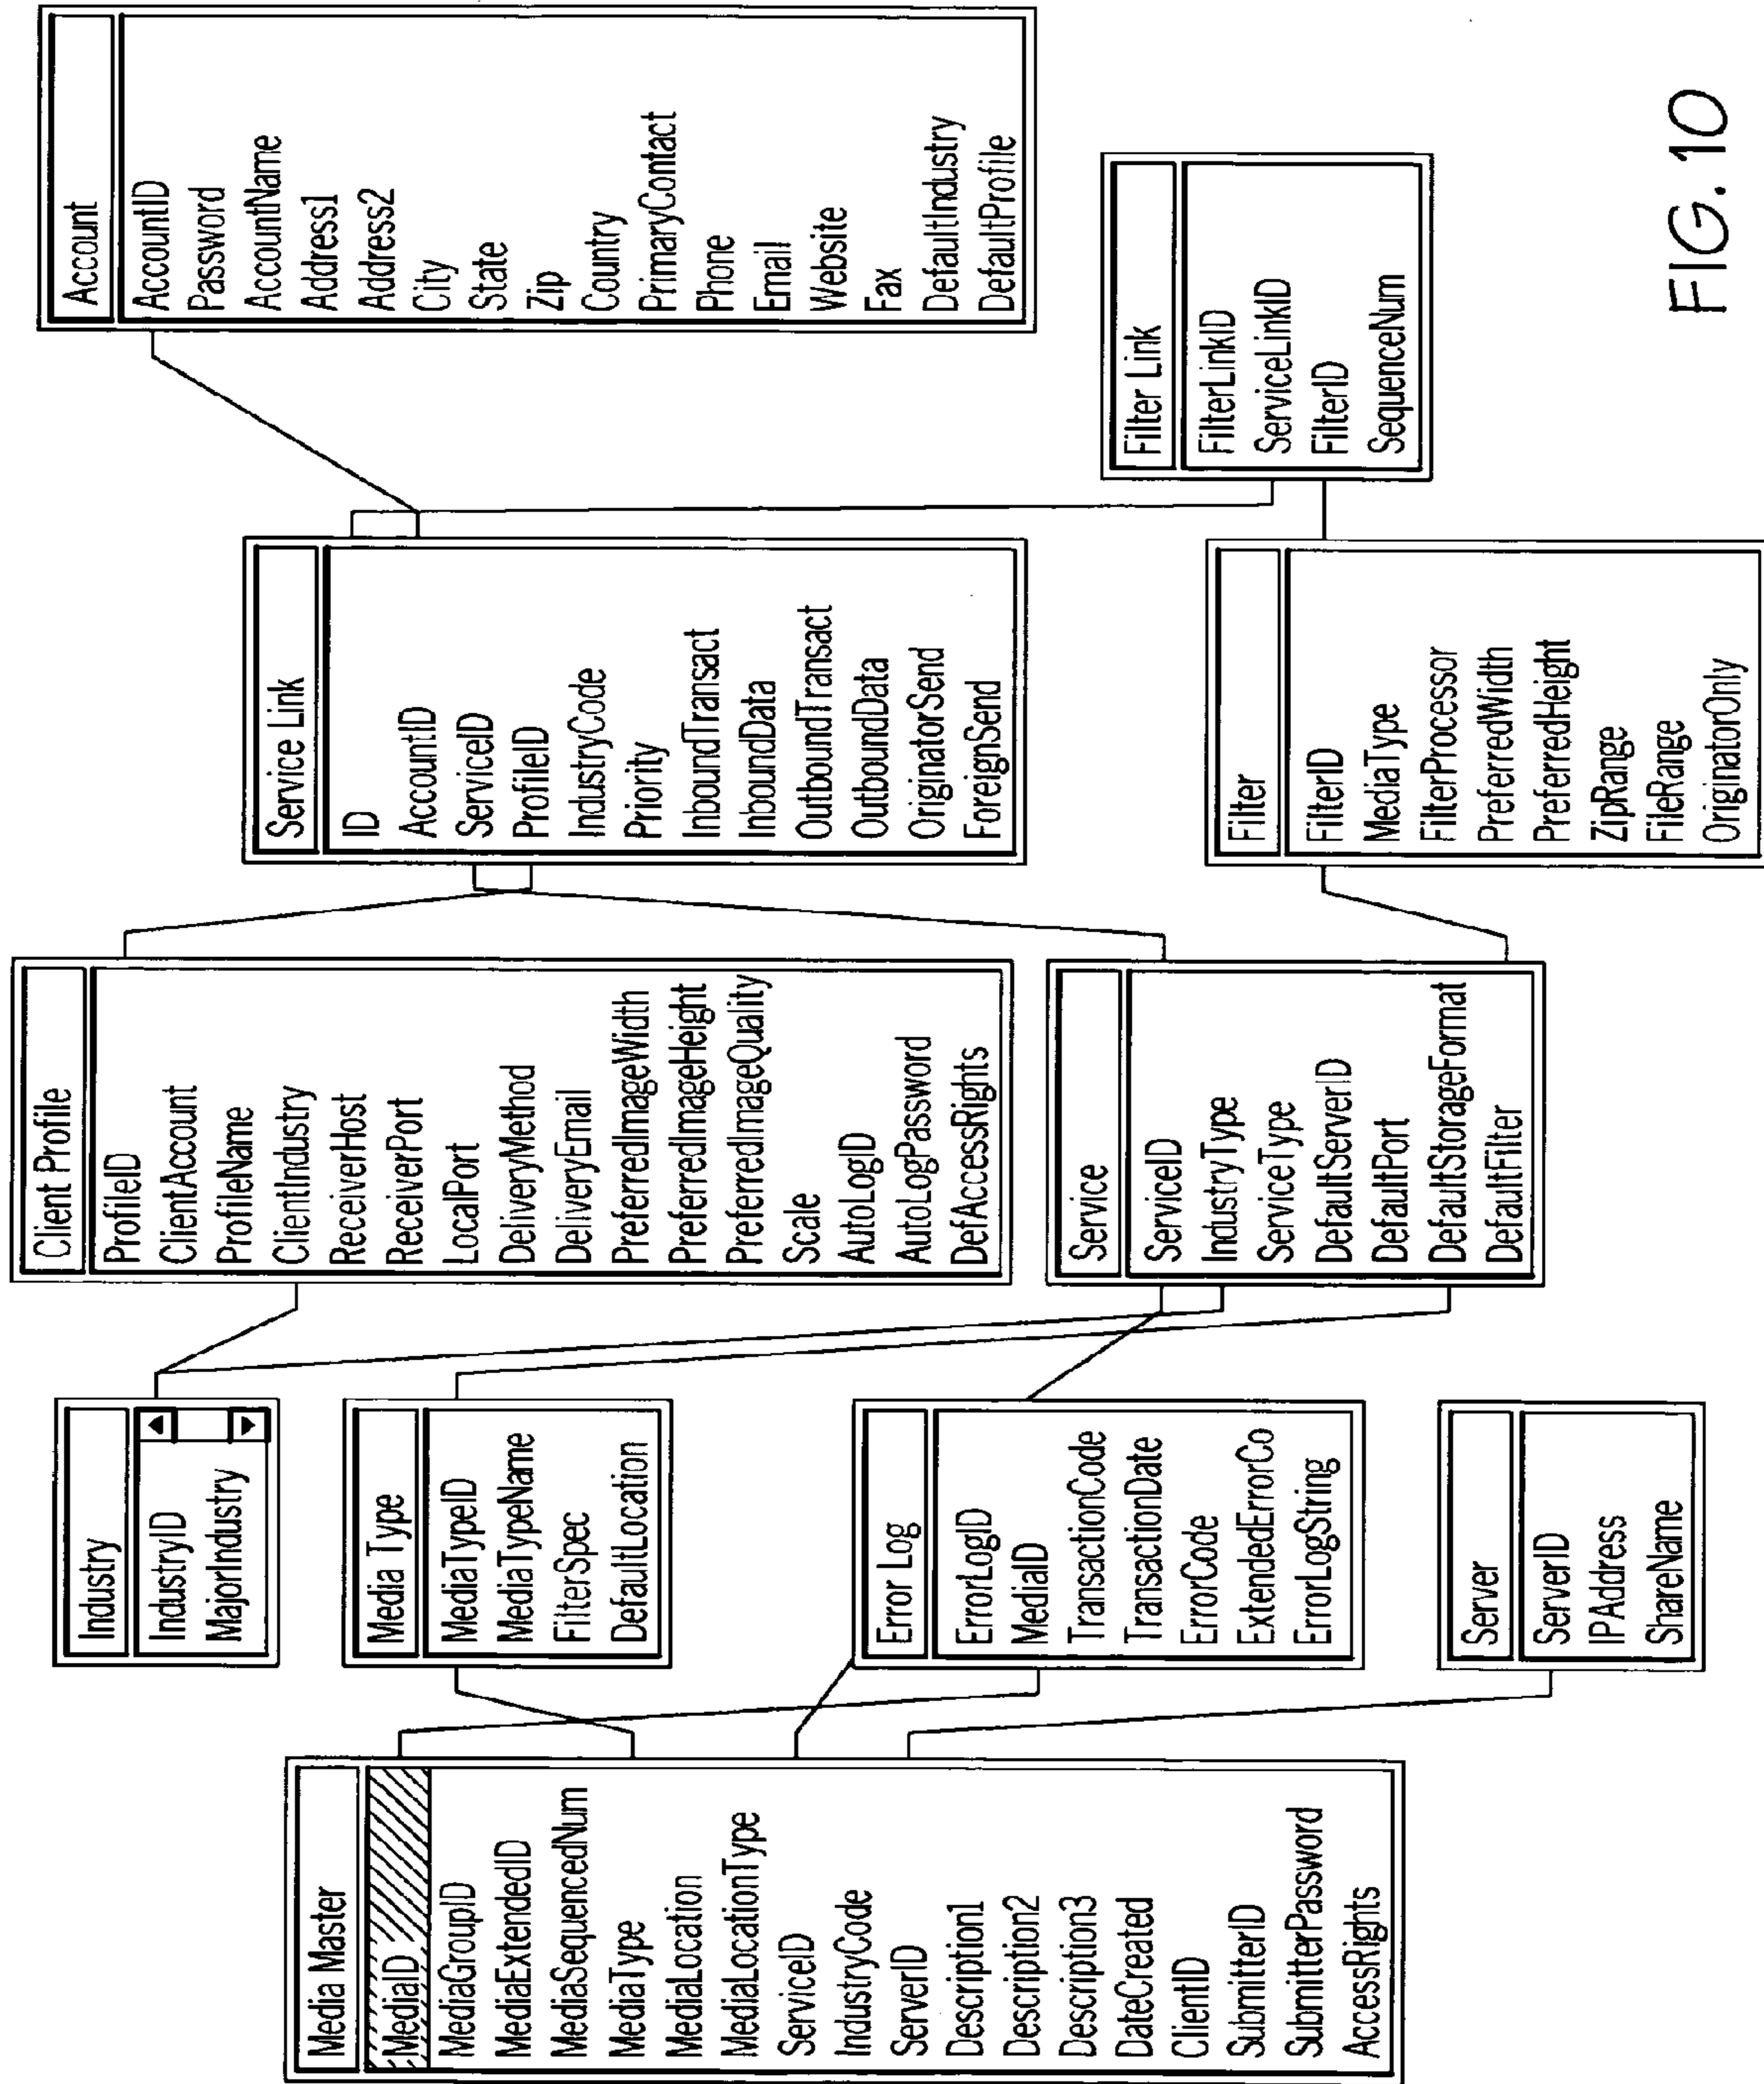 Media Master
MediaID
MediaGroupID
MediaExtendedID
MediaSequencedNum
MediaType
MediaLocation
MediaLocationType
ServiceID
IndustryCode
ServerID
Description1
Description2
Description3
DateCreated
ClientID
SubmitterID
SubmitterPassword
AccessRights
Industry
IndustryID
MajorIndustry
Media Type
MediaTypeID
MediaTypeName
FilterSpec
DefaultLocation
Error Log
ErrorLogID
MediaID
TransactionCode
TransactionDate
ErrorCode
ExtendedErrorCo
ErrorLogString
Server
ServerID
IPAddress
ShareName
Client Profile
ProfileID
ClientAccount
ProfileName
ClientIndustry
ReceiverHost
ReceiverPort
LocalPort
DeliveryMethod
DeliveryEmail
PreferredImageWidth
PreferredImageHeight
PreferredImageQuality
Scale
AutoLogID
AutoLogPassword
DefAccessRights
Service
ServiceID
IndustryType
ServiceType
DefaultServerID
DefaultPort
DefaultStorageFormat
DefaultFilter
Service Link
ID
AccountID
ServiceID
ProfileID
IndustryCode
Priority
InboundTransact
InboundData
OutboundTransact
OutboundData
OriginatorSend
ForeignSend
Filter
FilterID
MediaType
FilterProcessor
PreferredWidth
PreferredHeight
ZipRange
FileRange
OriginatorOnly
Account
AccountID
Password
AccountName
Address1
Address2
City
State
Zip
Country
PrimaryContact
Phone
Email
Website
Fax
DefaultIndustry
DefaultProfile
Filter Link
FilterLinkID
ServiceLinkID
FilterID
SequenceNum
FIG. 10